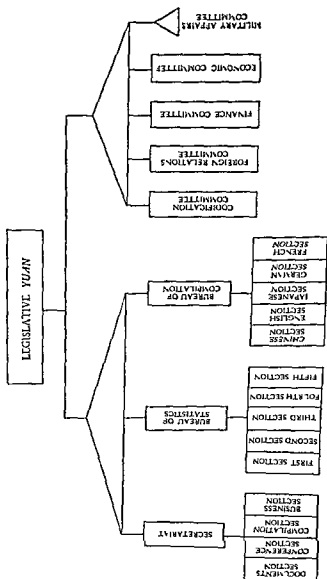 LEGISLATIVE YUAN
SECRETARIAT
DOCUMENTS
SECTION
CONFERENCE
SECTION
COMPILATION
SECTION
BUSINESS
SECTION
BUREAU OF
STATISTICS
FIRST SECTION
SECOND SECTION
THIRD SECTION
FOURTH SECTION
FIFTH SECTION
BUREAU OF
COMPILATION
CHINESE
SECTION
ENGLISH
SECTION
JAPANESE
SECTION
GERMAN
SECTION
FRENCH
SECTION
CODIFICATION
COMMITTEE
FOREIGN RELATIONS
COMMITTEE
FINANCE COMMITTEE
ECONOMIC COMMITTEE
MILITARY AFFAIRS
COMMITTEE